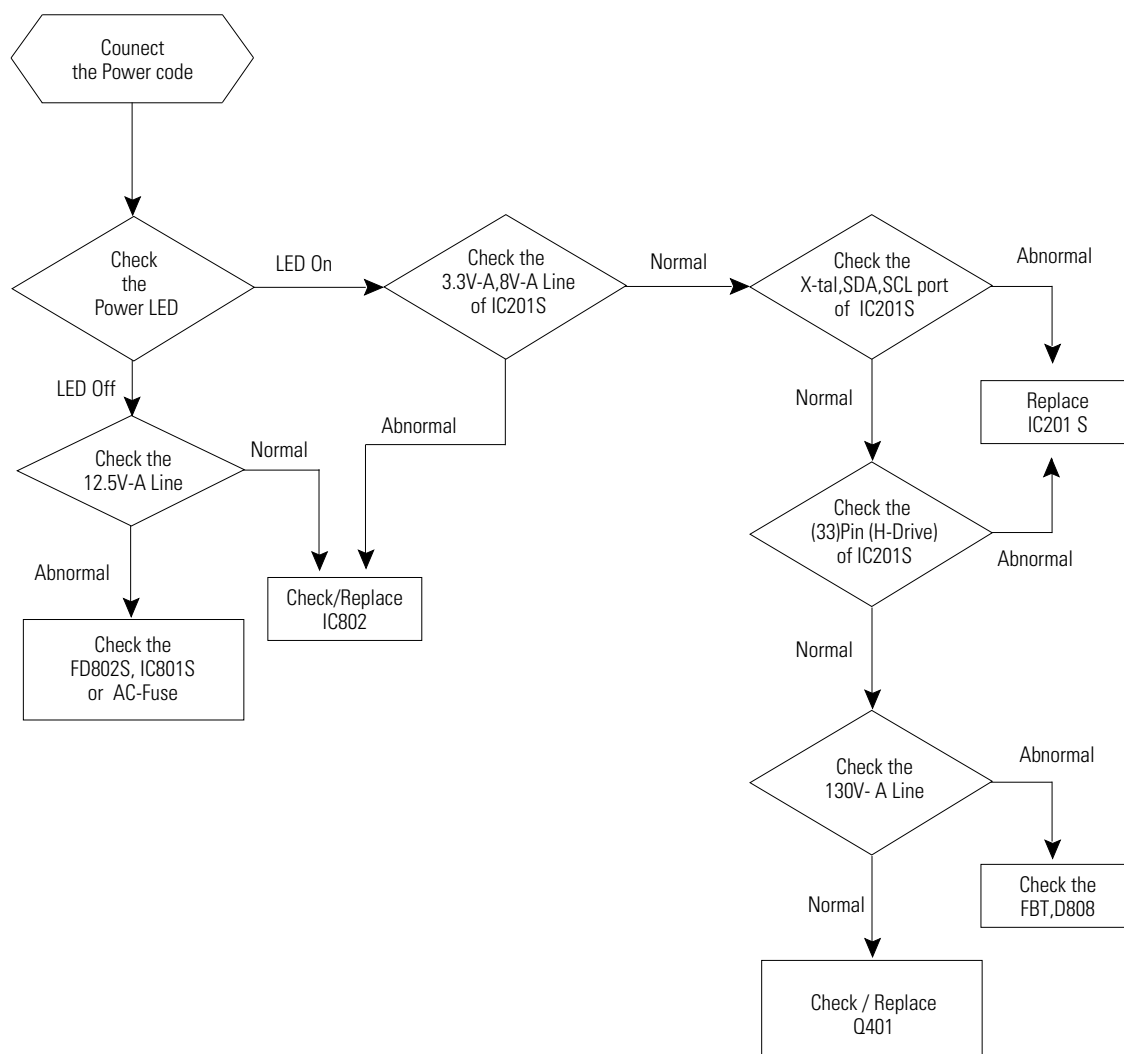 Counect
the Power code
Check
the
Power LED
LED On
Check the
3.3V-A,8V-A Line
of IC201S
Normal
Check the
X-tal,SDA,SCL port
of IC201S
Abnormal
LED Off
Normal
Replace
IC201 S
Check the
12.5V-A Line
Normal
Abnormal
Check the
(33)Pin (H-Drive)
of IC201S
Abnormal
Abnormal
Check/Replace
IC802
Check the
FD802S, IC801S
or AC-Fuse
Normal
Check the
130V- A Line
Abnormal
Check the
FBT,D808
Normal
Check / Replace
Q401